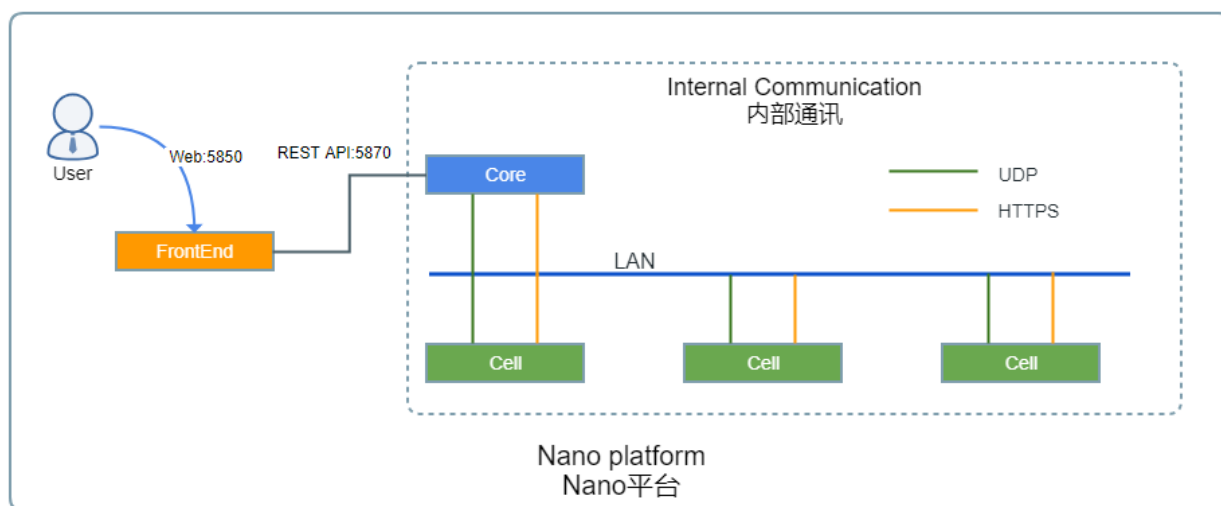 Internal Communication
内部通讯
User
Web:5850
REST API:5870
Core
UDP
HTTPS
FrontEnd
LAN
Cell
Cell
Cell
Nano platform
Nano平台